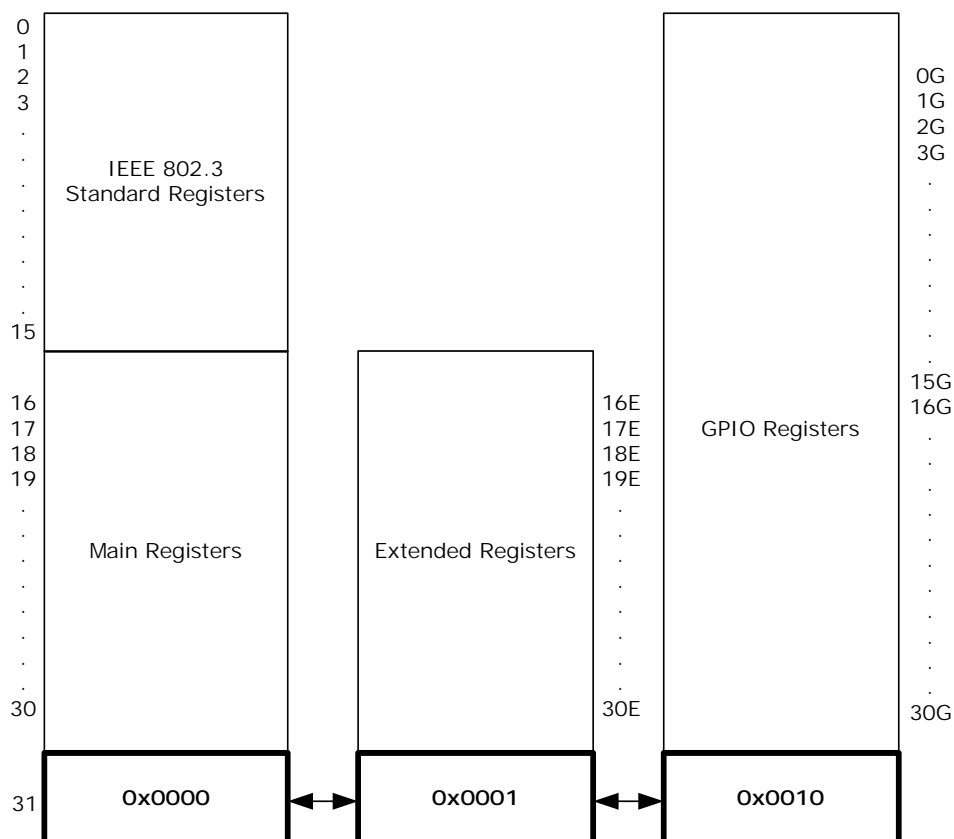 0
1
2
3
.
.
.
.
.
.
.
.
15
16
17
18
19
.
.
.
.
.
.
.
.
30
31
IEEE 802.3
Standard Registers
Main Registers
0x0000
Extended Registers
0x0001
16E
17E
18E
19E
.
.
.
.
.
.
.
.
30E
GPIO Registers
0x0010
0G
1G
2G
3G
.
.
.
.
.
.
.
.
15G
16G
.
.
.
.
.
.
.
.
.
.
.
30G